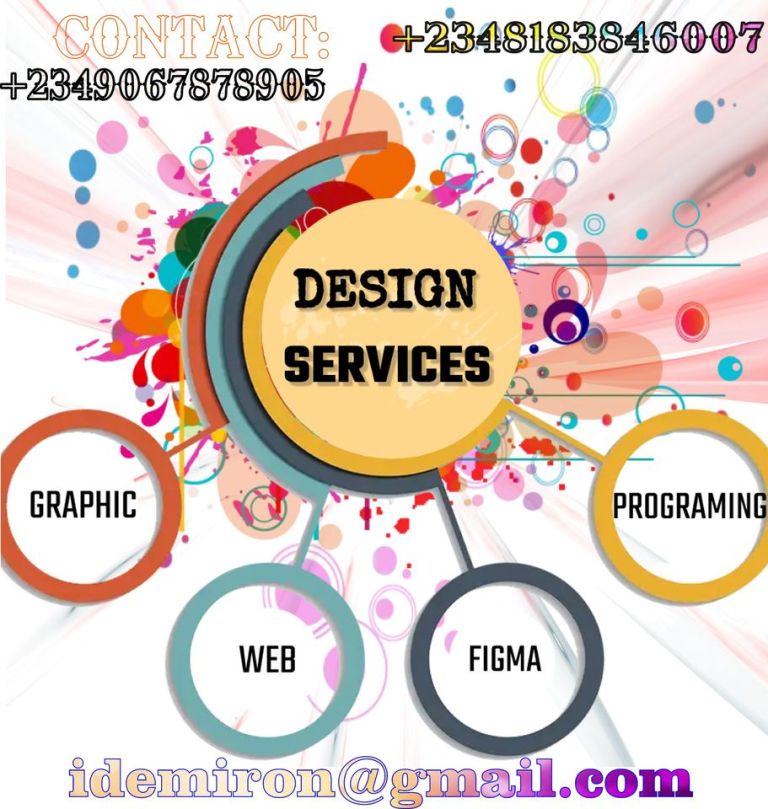 CONTACT:
+2348183846007
+2349067878905
DESIGN
SERVICES
GRAPHIC
PROGRAMING
WEB
FIGMA
idemiron@gmail.com